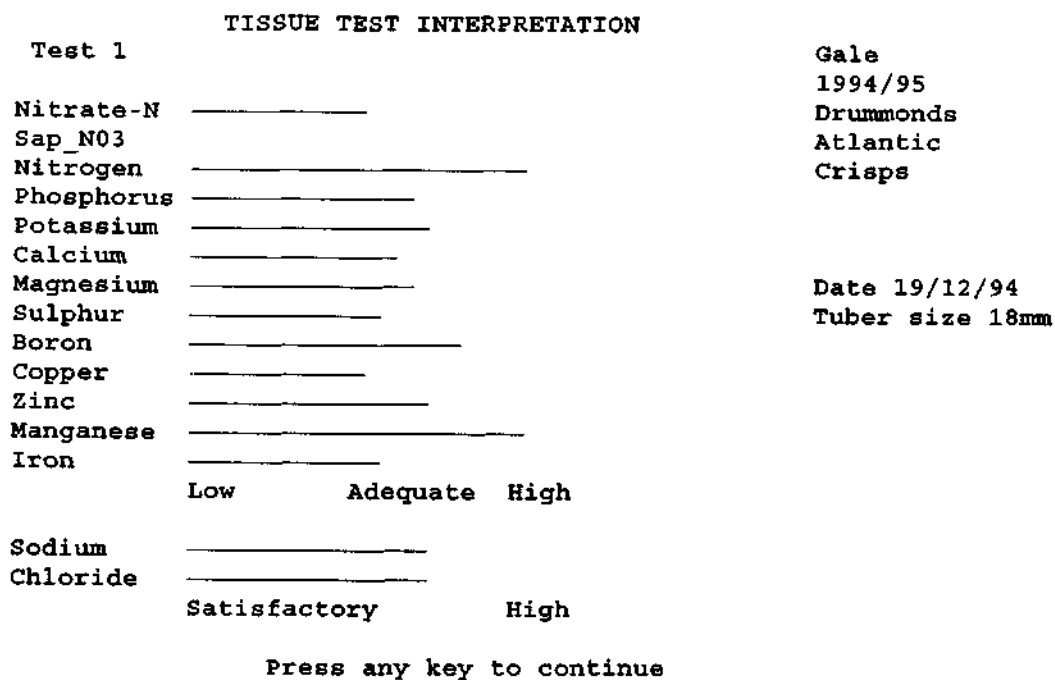 TISSUE TEST INTERPRETATION
Test 1
Gale
1994/95
Drummonds
Atlantic
Crisps
Nitrate-N
Sap_N03
Nitrogen
Phosphorus
Potassium
Calcium
Magnesium
Sulphur
Boron
Copper
Zinc
Manganese
Iron
Low Adequate High
Date 19/12/94
Tuber size 18mm
Sodium
Chloride
Satisfactory High
Press any key to continue